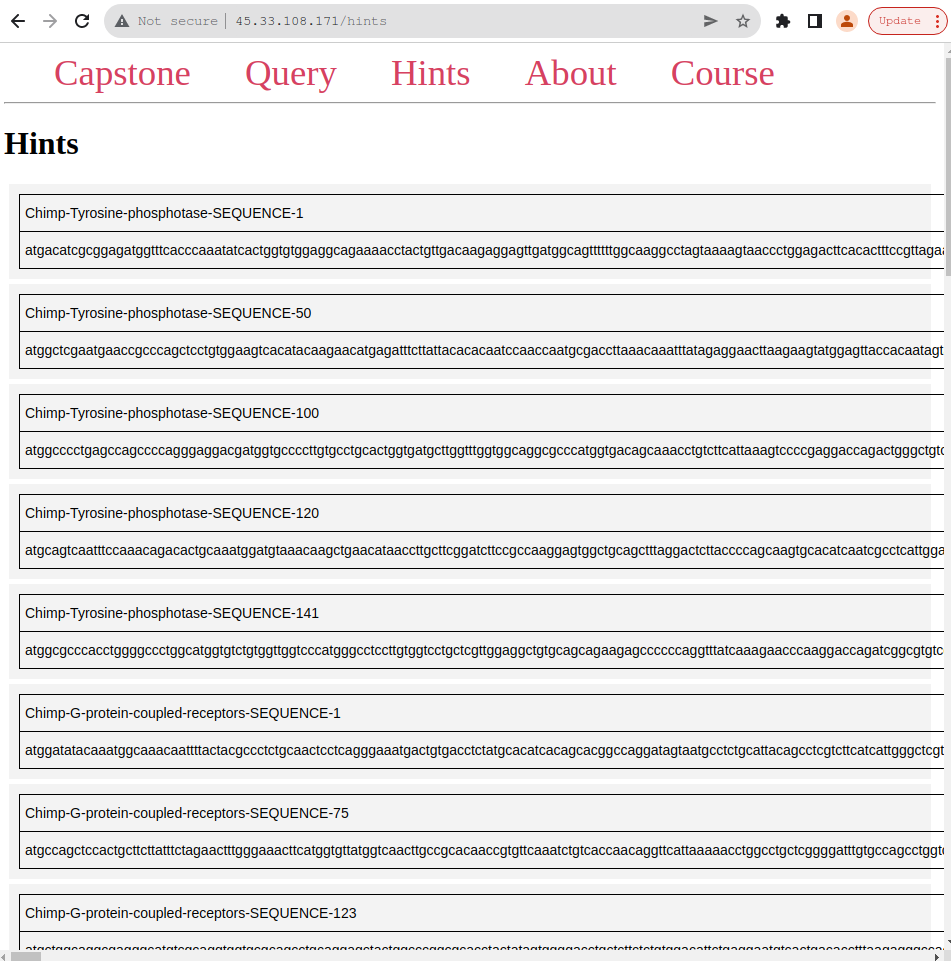 Not secure | 45.33.108.171/hints
Update
Capstone Query Hints About Course
Hints
Chimp-Tyrosine-phosphotase-SEQUENCE-1
atgacatcgcggagatggtttcacccaaatatcactggtgtggaggcagaaaacctactgttgacaagaggagttgatggcagttttttggcaaggcctagtaaaagtaaccctggagacttcacactttccgttagaa
Chimp-Tyrosine-phosphotase-SEQUENCE-50
atggctcgaatgaaccgcccagctcctgtggaagtcacatacaagaacatgagatttcttattacacacaatccaaccaatgcgaccttaaacaaatttatagaggaacttaagaagtatggagttaccacaatagt
Chimp-Tyrosine-phosphotase-SEQUENCE-100
atggcccctgagccagccccagggaggacgatggtgccccttgtgcctgcactggtgatgcttggtttggtggcaggcgcccatggtgacagcaaacctgtcttcattaaagtccccgaggaccagactgggctgtc
Chimp-Tyrosine-phosphotase-SEQUENCE-120
atgcagtcaatttccaaacagacactgcaaatggatgtaaacaagctgaacataaccttgcttcggatcttccgccaaggagtggctgcagctttaggactcttaccccagcaagtgcacatcaatcgcctcattgga
Chimp-Tyrosine-phosphotase-SEQUENCE-141
atggcgcccacctggggccctggcatggtgtctgtggttggtcccatgggcctccttgtggtcctgctcgttggaggctgtgcagcagaagagccccccaggtttatcaaagaacccaaggaccagatcggcgtgtc
Chimp-G-protein-coupled-receptors-SEQUENCE-1
atggatatacaaatggcaaacaattttactacgccctctgcaactcctcagggaaatgactgtgacctctatgcacatcacagcacggccaggatagtaatgcctctgcattacagcctcgtcttcatcattgggctcgt
Chimp-G-protein-coupled-receptors-SEQUENCE-75
atgccagctccactgcttcttatttctagaactttgggaaacttcatggtgttatggtcaacttgccgcacaaccgtgttcaaatctgtcaccaacaggttcattaaaaacctggcctgctcggggatttgtgccagcctggtc
Chimp-G-protein-coupled-receptors-SEQUENCE-123